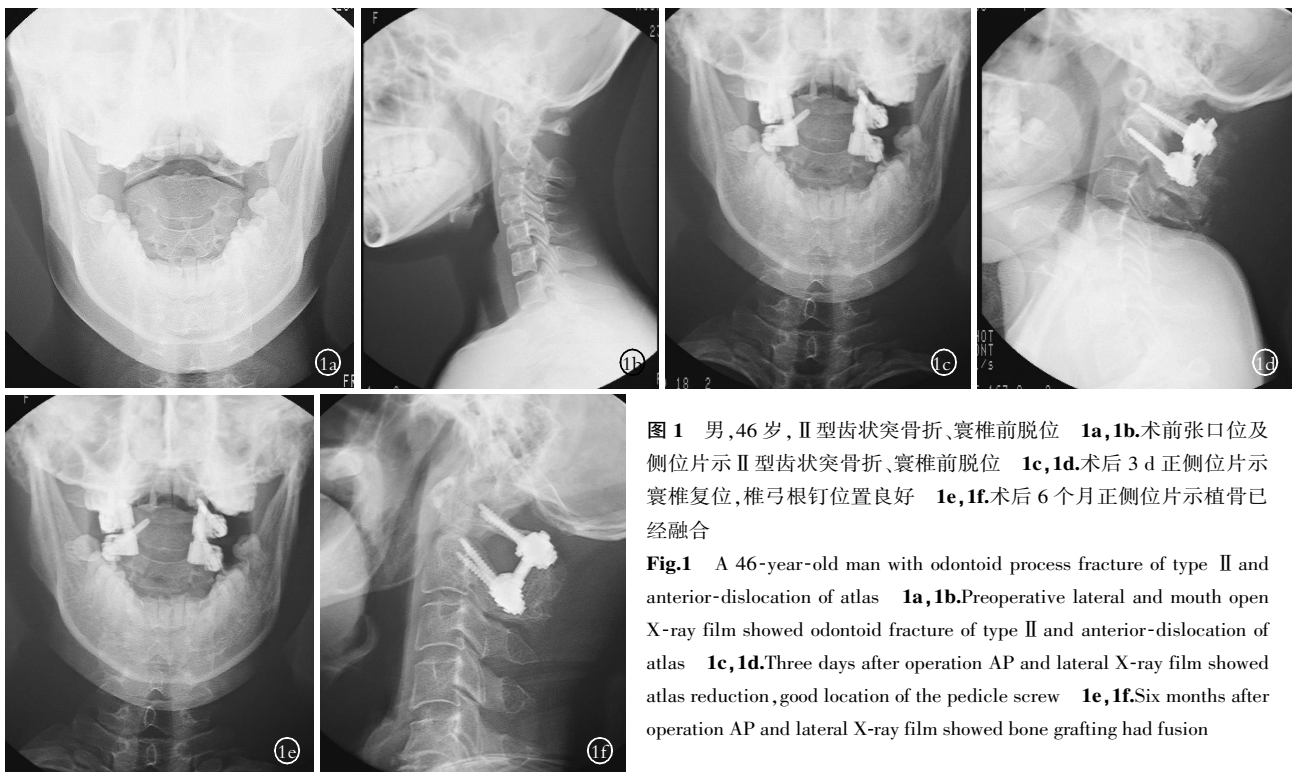 F
F
23
1a
FR
1b
1c
18 2
HOT
ONT
/s
1d
F
1e
1f
图 1 男,46 岁,Ⅱ型齿状突骨折、寰椎前脱位 1a,1b.术前张口位及
侧位片示Ⅱ型齿状突骨折、寰椎前脱位 1c,1d.术后 3 d 正侧位片示
寰椎复位,椎弓根钉位置良好 1e,1f.术后 6 个月正侧位片示植骨已
经融合
Fig.1 A 46-year-old man with odontoid process fracture of type Ⅱ and
anterior-dislocation of atlas 1a,1b.Preoperative lateral and mouth open
X-ray film showed odontoid fracture of type Ⅱ and anterior-dislocation of
atlas 1c,1d.Three days after operation AP and lateral X-ray film showed
atlas reduction,good location of the pedicle screw 1e,1f.Six months after
operation AP and lateral X-ray film showed bone grafting had fusion